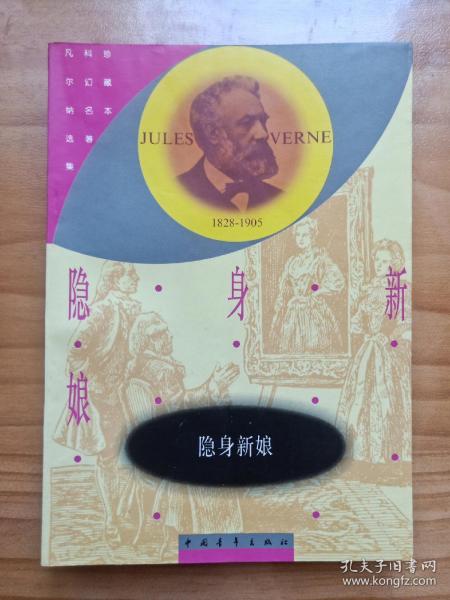 珍藏本
科幻名著
凡尔纳选集
JULES VERNE
1828-1905
隐·身·新
·娘·
隐身新娘
中国青年出版社
孔夫子旧书网
www.kongfz.com